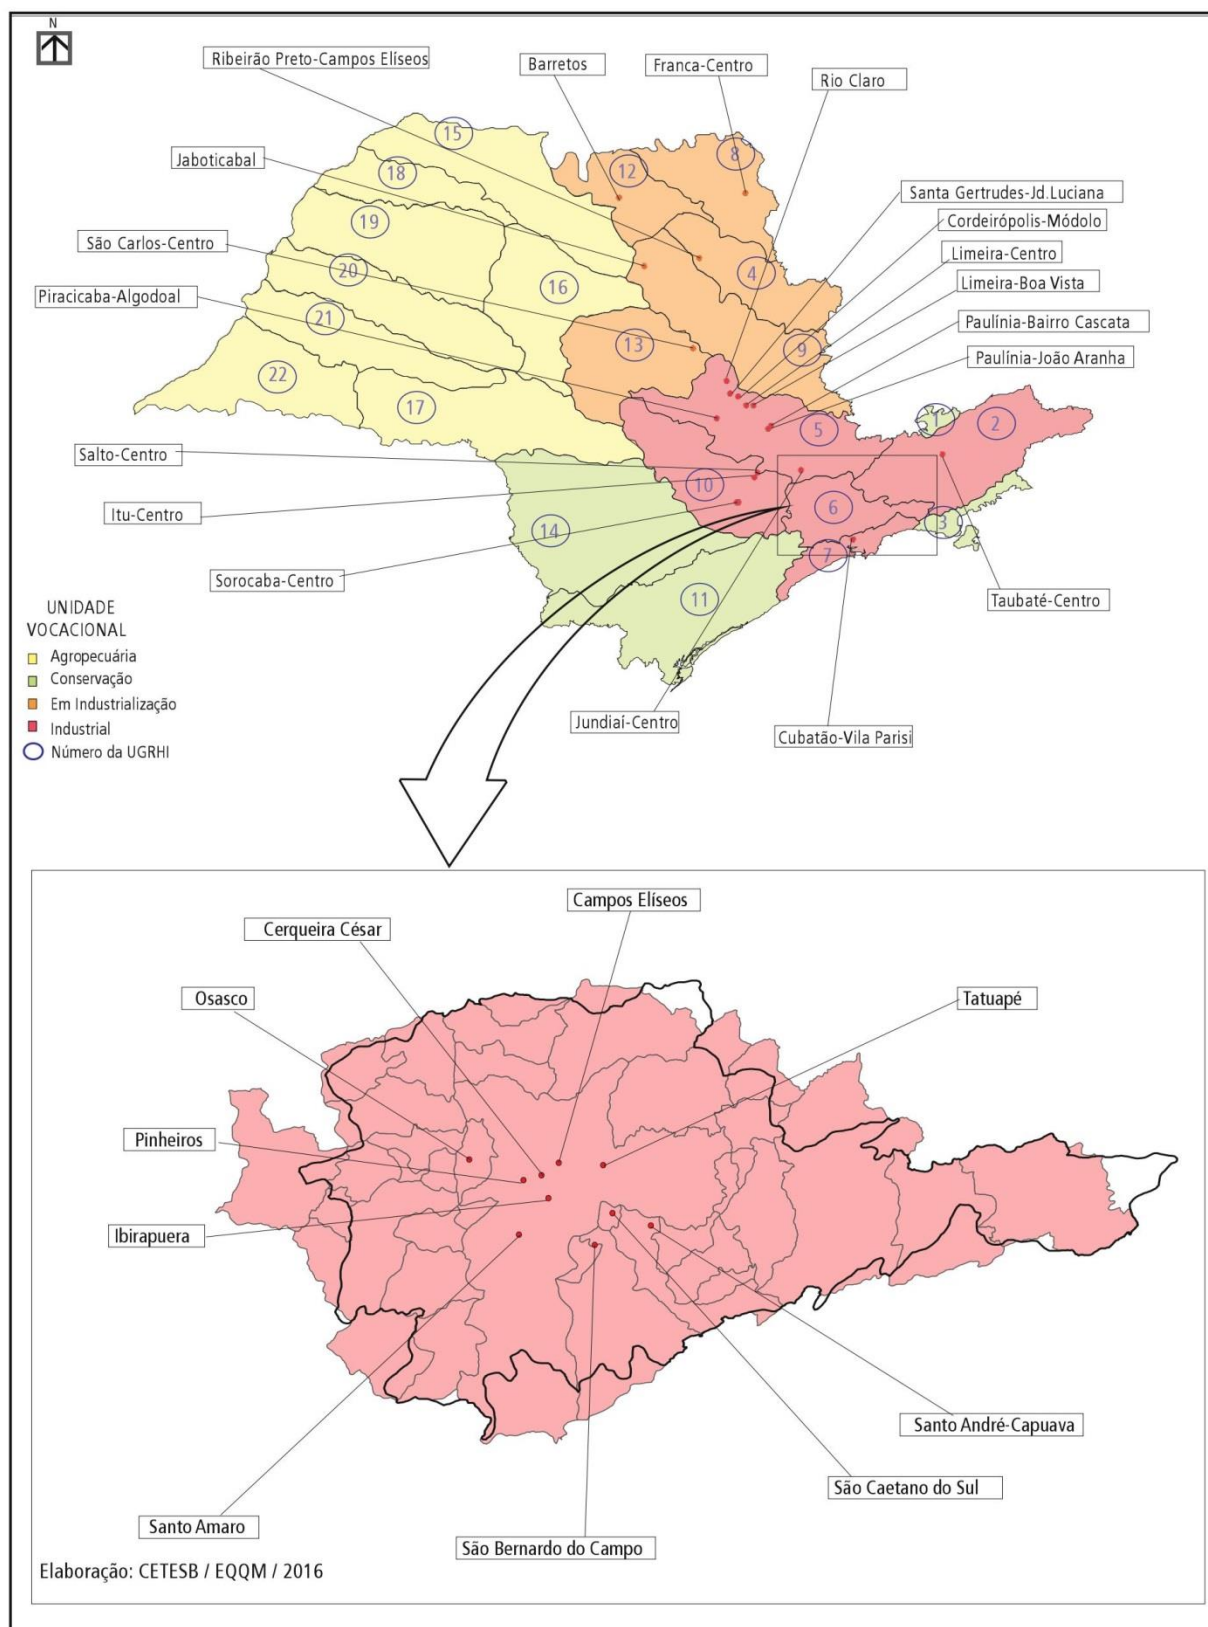 N
Ribeirão Preto-Campos Elíseos
Barretos
Franca-Centro
Rio Claro
Jaboticabal
São Carlos-Centro
Piracicaba-Algodoal
Santa Gertrudes-Jd.Luciana
Cordeirópolis-Módolo
Limeira-Centro
Limeira-Boa Vista
Paulínia-Bairro Cascata
Paulínia-João Aranha
15
18
19
20
21
22
17
16
12
8
4
13
9
5
1
2
10
6
3
14
7
11
Salto-Centro
Itu-Centro
Sorocaba-Centro
Taubaté-Centro
Jundiaí-Centro
Cubatão-Vila Parisi
UNIDADE
VOCACIONAL
Agropecuária
Conservação
Em Industrialização
Industrial
Número da UGRHI
Campos Elíseos
Cerqueira César
Osasco
Tatuapé
Pinheiros
Ibirapuera
Santo André-Capuava
São Caetano do Sul
Santo Amaro
São Bernardo do Campo
Elaboração: CETESB / EQQM / 2016